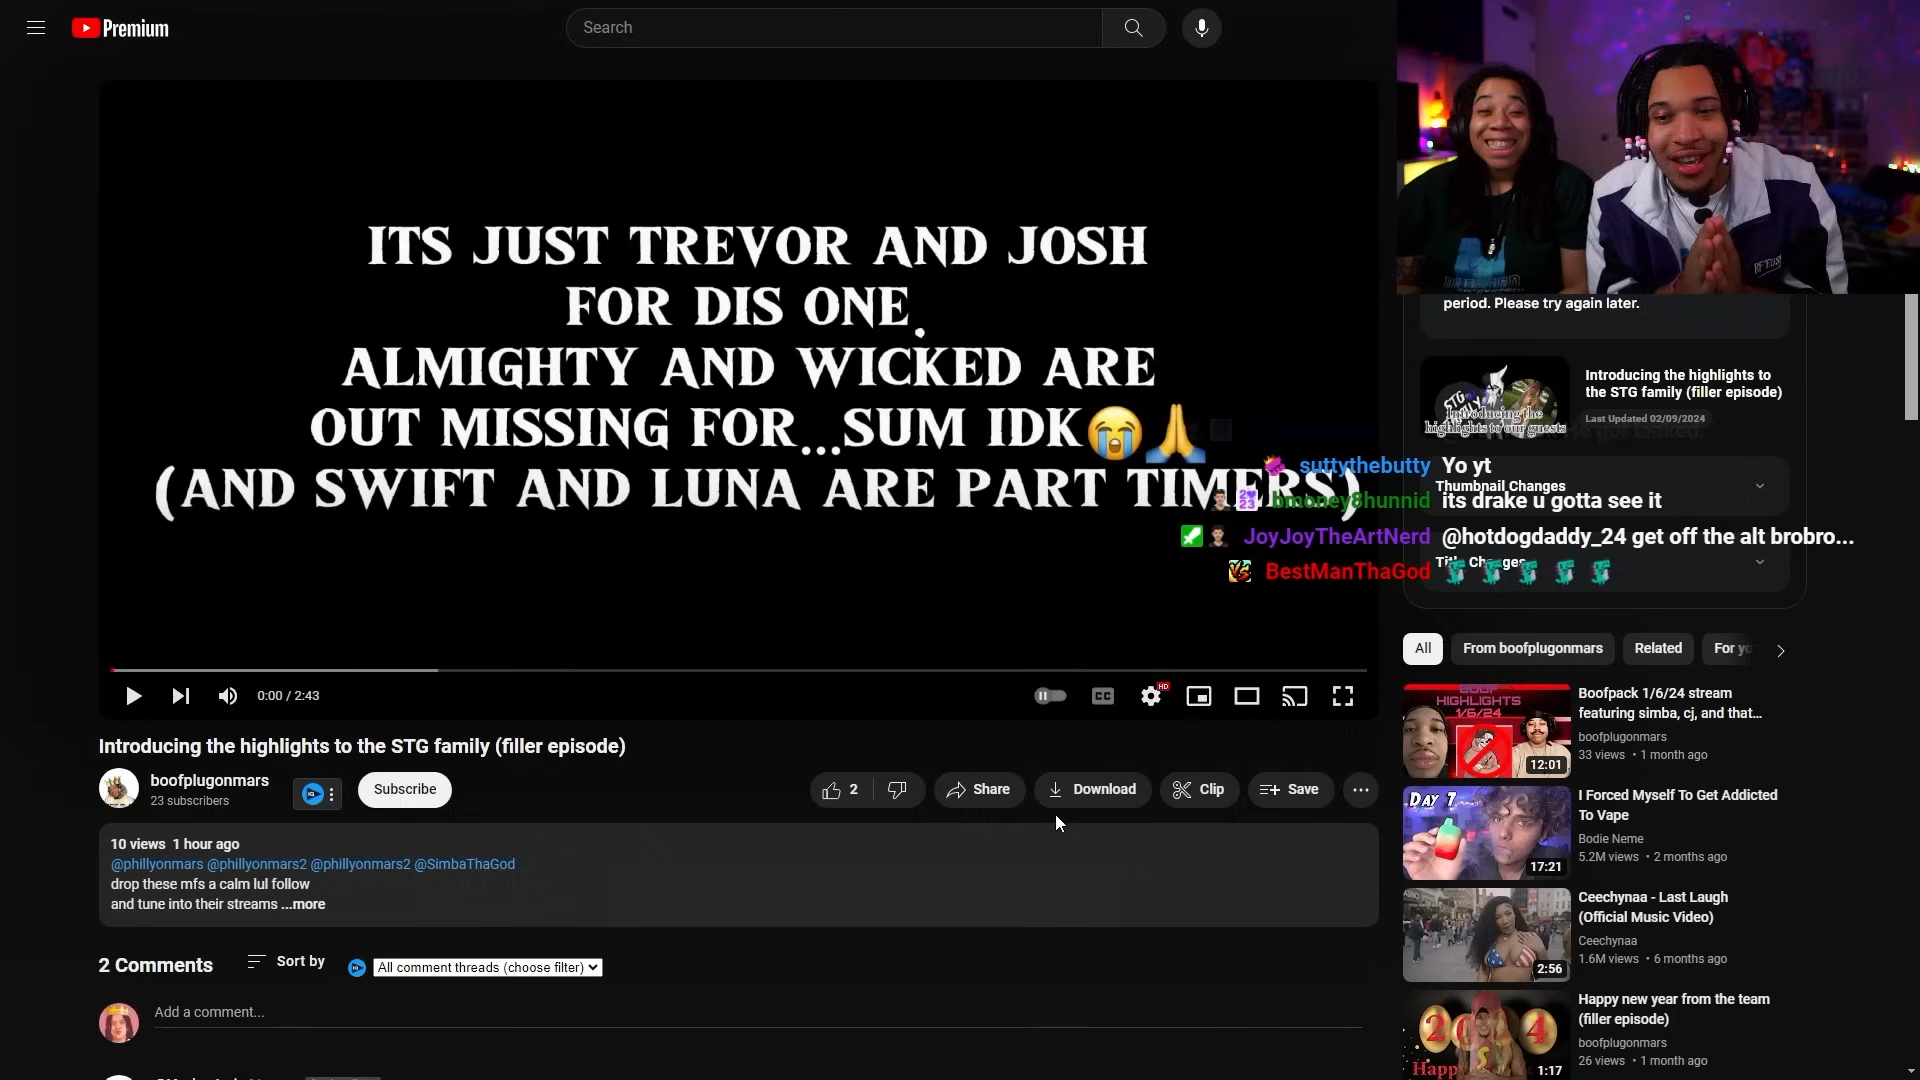 Premium
Search
ITS JUST TREVOR AND JOSH
FOR DIS ONE.
ALMIGHTY AND WICKED ARE
OUT MISSING FOR...SUM IDK😭🙏
(AND SWIFT AND LUNA ARE PART TIMERS)
period. Please try again later.
Introducing the highlights to
the STG family (filler episode)
Last Updated 02/09/2024
Thumbnail Changes
suttythebutty Yo yt
bmoney8hunnid its drake u gotta see it
JoyJoyTheArtNerd @hotdogdaddy_24 get off the alt brobro...
BestManThaGod
0:00 / 2:43
CC
HD
Introducing the highlights to the STG family (filler episode)
boofplugonmars
23 subscribers
Subscribe
2
Share
Download
Clip
Save
10 views 1 hour ago
@phillyonmars @phillyonmars2 @phillyonmars2 @SimbaThaGod
drop these mfs a calm lul follow
and tune into their streams ...more
2 Comments
Sort by
All comment threads (choose filter)
Add a comment...
All
From boofplugonmars
Related
HIGHLIGHTS
1/6/24
12:01
Boofpack 1/6/24 stream
featuring simba, cj, and that...
boofplugonmars
33 views • 1 month ago
DAY 7
17:21
I Forced Myself To Get Addicted
To Vape
Bodie Neme
5.2M views • 2 months ago
2:56
Ceechynaa - Last Laugh
(Official Music Video)
Ceechynaa
1.6M views • 6 months ago
1:17
Happy new year from the team
(filler episode)
boofplugonmars
26 views • 1 month ago